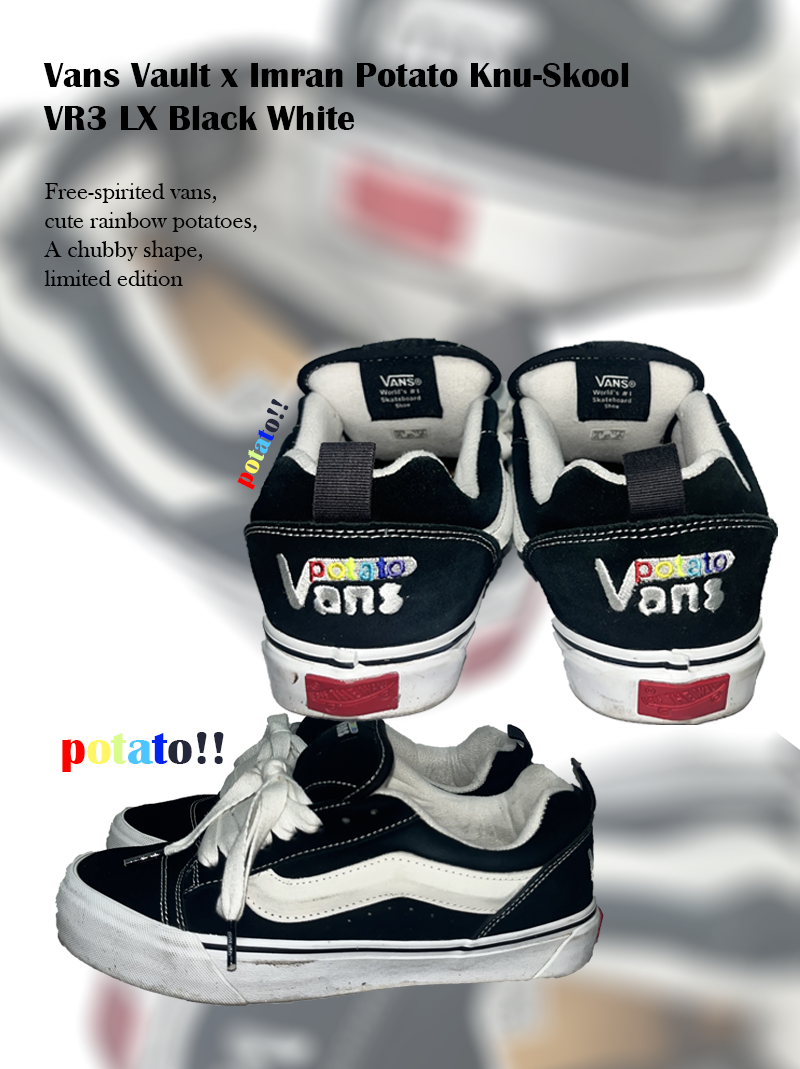 Vans Vault x Imran Potato Knu-Skool
VR3 LX Black White
Free-spirited vans,
cute rainbow potatoes,
A chubby shape,
limited edition
potato!!
VANS®
World's #1
Skateboard
Shoe
VANS®
World's #1
Skateboard
Shoe
potato
Vans
potato
Vans
potato!!